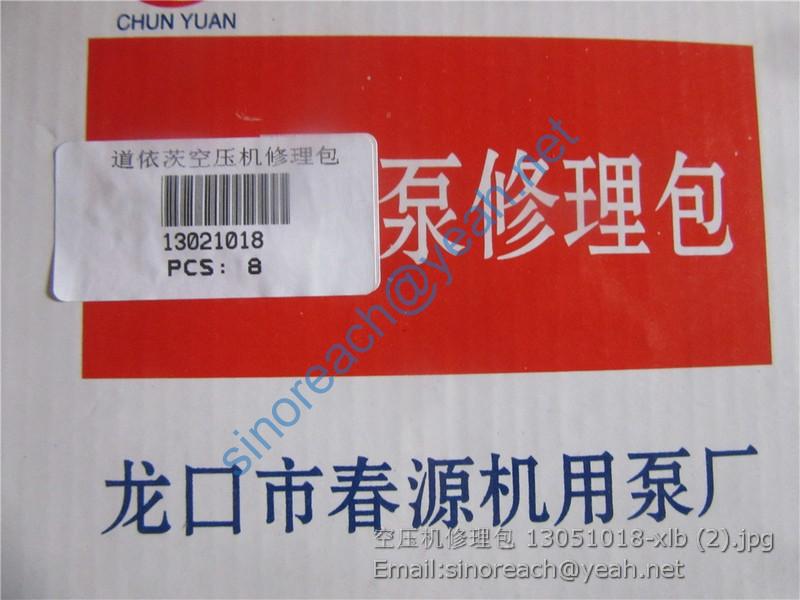 CHUN YUAN
道依茨空压机修理包
13021018
PCS: 8
泵修理包
sinoreach@yeah.net
龙口市春源机用泵厂
空压机修理包 13051018-xlb (2).jpg
Email:sinoreach@yeah.net